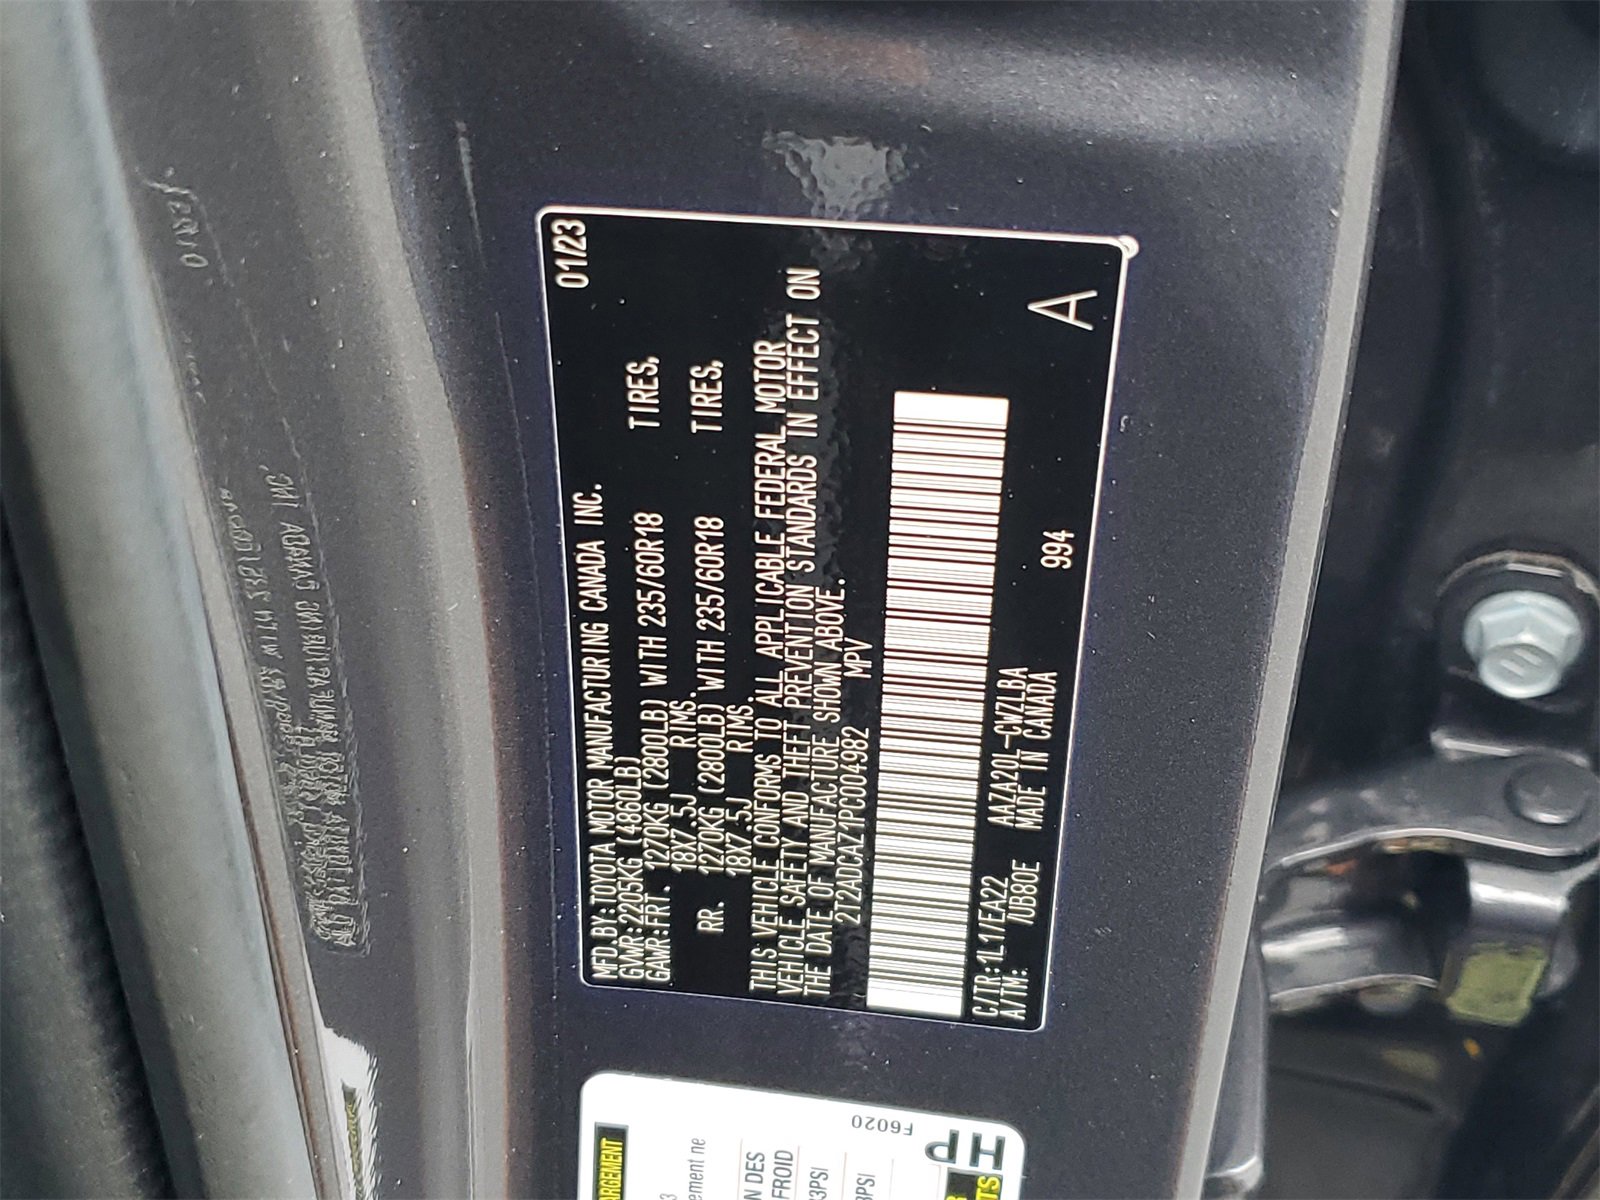 01/23
MFD.BY:TOYOTA MOTOR MANUFACTURING CANADA INC.
GVWR:2205KG (4860LB)
GAWR:FRT. 1270KG (2800LB) WITH 235/60R18 TIRES,
18X7.5J RIMS.
RR. 1270KG (2800LB) WITH 235/60R18 TIRES,
18X7.5J RIMS.
THIS VEHICLE CONFORMS TO ALL APPLICABLE FEDERAL MOTOR
VEHICLE SAFETY AND THEFT PREVENTION STANDARDS IN EFFECT ON
THE DATE OF MANUFACTURE SHOWN ABOVE.
2T2ADCAZ1PC004982 MPV
C/TR:1L1/EA22 AAZA20L-CWZLBA
A/TM: /UB80E MADE IN CANADA
994
A
F6020